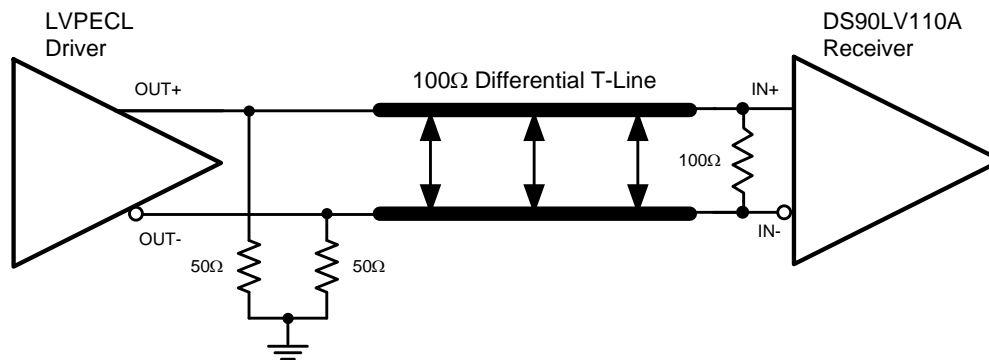 LVPECL
Driver
DS90LV110A
Receiver
100Ω Differential T-Line
OUT+
IN+
100Ω
OUT-
IN-
50Ω
50Ω